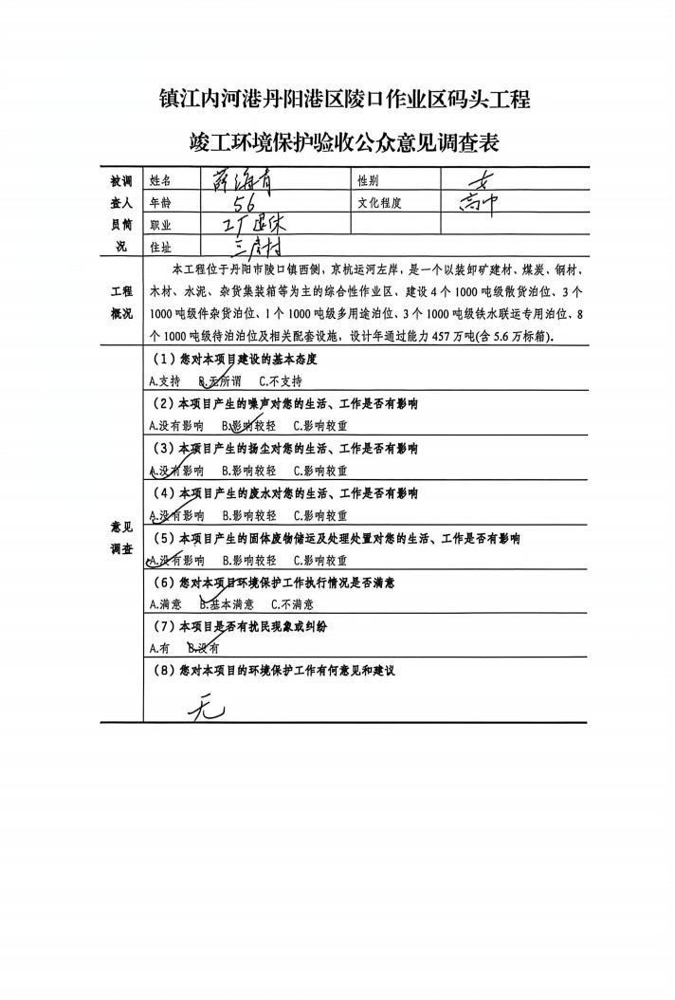 镇江内河港丹阳港区陵口作业区码头工程
竣工环境保护验收公众意见调查表
被调查人员简况
姓名 薛海青 性别 女
年龄 56 文化程度 高中
职业 工厂退休
住址 三房村
工程概况
本工程位于丹阳市陵口镇西侧,京杭运河左岸,是一个以装卸矿建材、煤炭、钢材、
木材、水泥、杂货集装箱等为主的综合性作业区、建设 4 个 1000 吨级散货泊位、3 个
1000 吨级件杂货泊位、1 个 1000 吨级多用途泊位、3 个 1000 吨级铁水联运专用泊位、8
个 1000 吨级待泊泊位及相关配套设施,设计年通过能力 457 万吨(含 5.6 万标箱)。
意见调查
(1)您对本项目建设的基本态度
A.支持 B.无所谓 C.不支持
(2)本项目产生的噪声对您的生活、工作是否有影响
A.没有影响 B.影响较轻 C.影响较重
(3)本项目产生的扬尘对您的生活、工作是否有影响
A.没有影响 B.影响较轻 C.影响较重
(4)本项目产生的废水对您的生活、工作是否有影响
A.没有影响 B.影响较轻 C.影响较重
(5)本项目产生的固体废物储运及处理处置对您的生活、工作是否有影响
A.没有影响 B.影响较轻 C.影响较重
(6)您对本项目环境保护工作执行情况是否满意
A.满意 B.基本满意 C.不满意
(7)本项目是否有扰民现象或纠纷
A.有 B.没有
(8)您对本项目的环境保护工作有何意见和建议
无